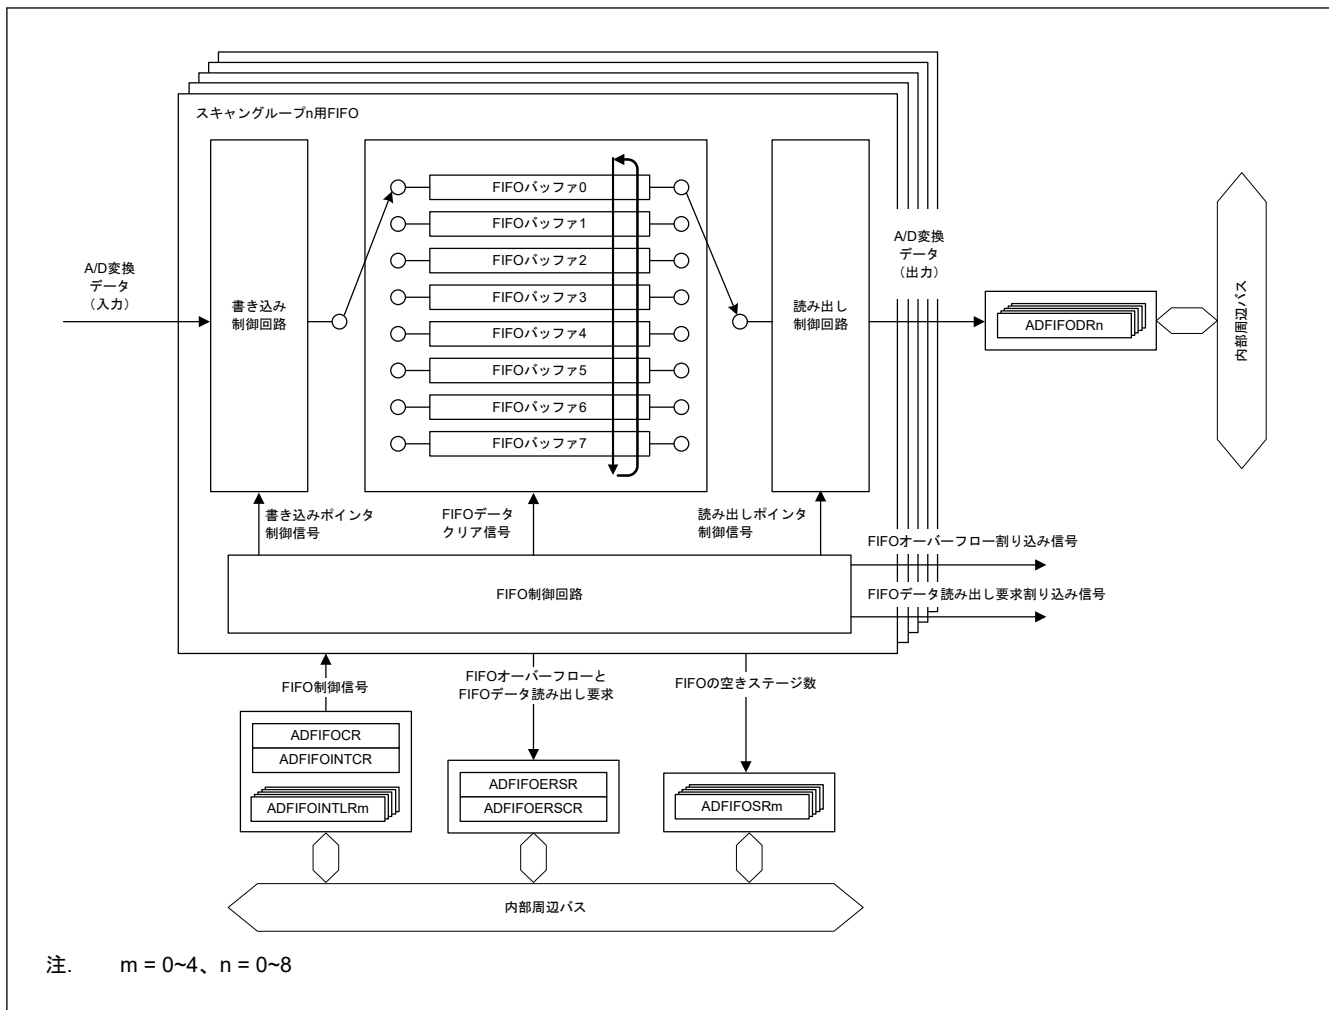 スキャングループn用FIFO
A/D変換
データ
（入力）
書き込み
制御回路
FIFOバッファ0
FIFOバッファ1
FIFOバッファ2
FIFOバッファ3
FIFOバッファ4
FIFOバッファ5
FIFOバッファ6
FIFOバッファ7
読み出し
制御回路
A/D変換
データ
（出力）
ADFIFODRn
内部周辺バス
書き込みポインタ
制御信号
FIFOデータ
クリア信号
読み出しポインタ
制御信号
FIFO制御回路
FIFOオーバーフロー割り込み信号
FIFOデータ読み出し要求割り込み信号
FIFO制御信号
FIFOオーバーフローと
FIFOデータ読み出し要求
FIFOの空きステージ数
ADFIFOCR
ADFIFOINTCR
ADFIFOINTLRm
ADFIFOERSR
ADFIFOERSCR
ADFIFOSRm
内部周辺バス
注. m = 0~4、n = 0~8